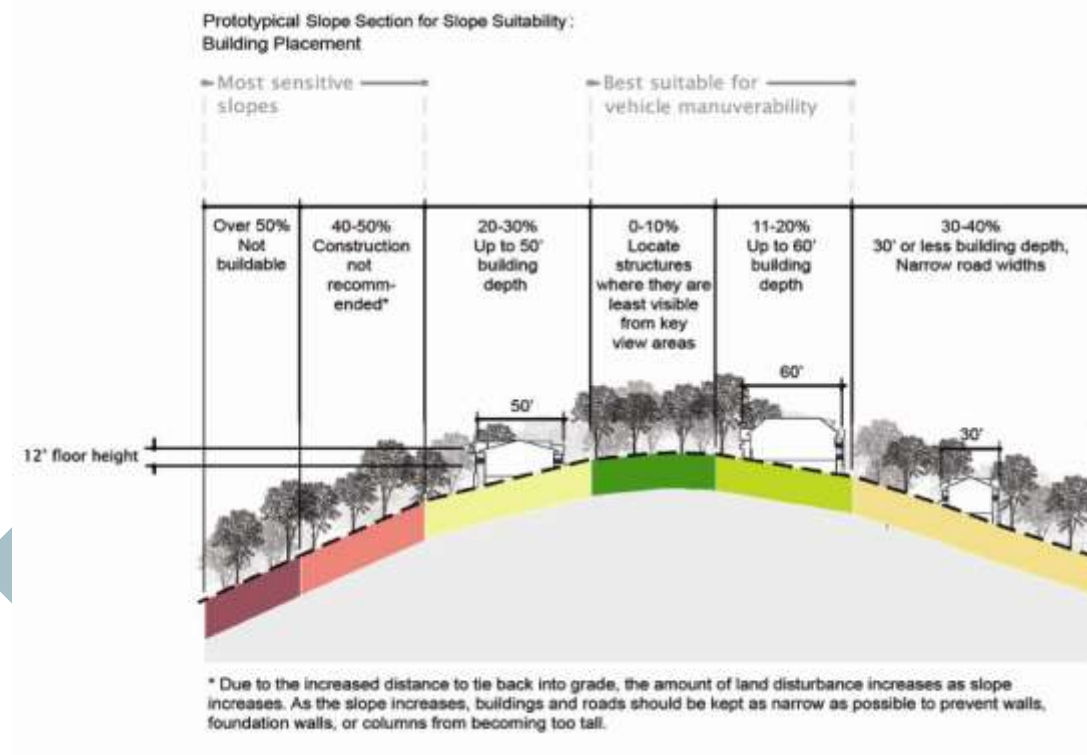 Prototypical Slope Section for Slope Suitability:
Building Placement
Most sensitive
slopes
Best suitable for
vehicle manuverability
Over 50%
Not
buildable
40-50%
Construction
not
recomm-
ended*
20-30%
Up to 50'
building
depth
0-10%
Locate
structures
where they are
least visible
from key
view areas
11-20%
Up to 60'
building
depth
30-40%
30' or less building depth,
Narrow road widths
60'
50'
30'
12' floor height
* Due to the increased distance to tie back into grade, the amount of land disturbance increases as slope
increases. As the slope increases, buildings and roads should be kept as narrow as possible to prevent walls,
foundation walls, or columns from becoming too tall.